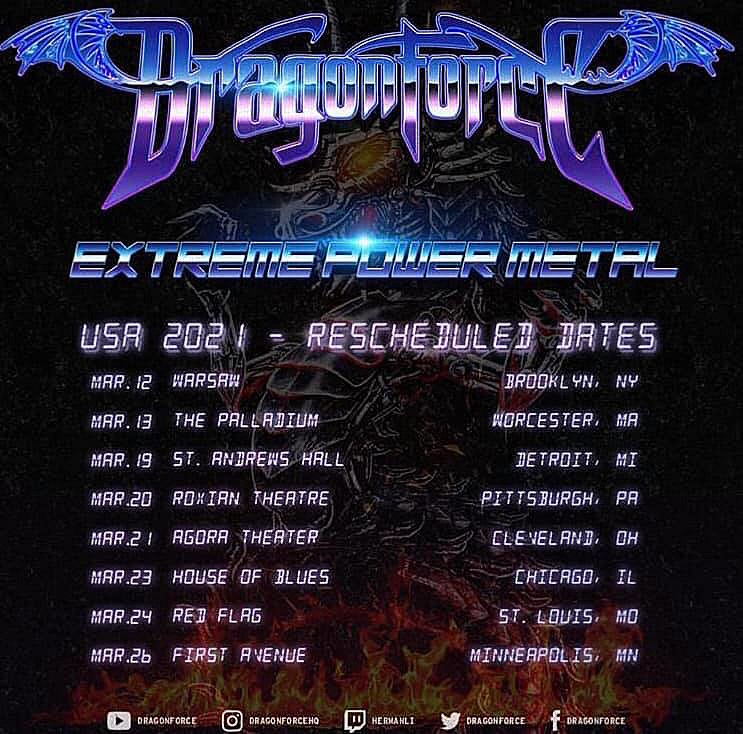 DRAGONFORCE
EXTREME POWER METAL
USA 2021 - RESCHEDULED DATES
MAR.12 WARSAW BROOKLYN, NY
MAR.13 THE PALLADIUM WORCESTER, MA
MAR.19 ST. ANDREWS HALL DETROIT, MI
MAR.20 ROXIAN THEATRE PITTSBURGH, PA
MAR.21 AGORA THEATER CLEVELAND, OH
MAR.23 HOUSE OF BLUES CHICAGO, IL
MAR.24 RED FLAG ST. LOUIS, MO
MAR.26 FIRST AVENUE MINNEAPOLIS, MN
DRAGONFORCE DRAGONFORCEHQ HERMANLI DRAGONFORCE DRAGONFORCE